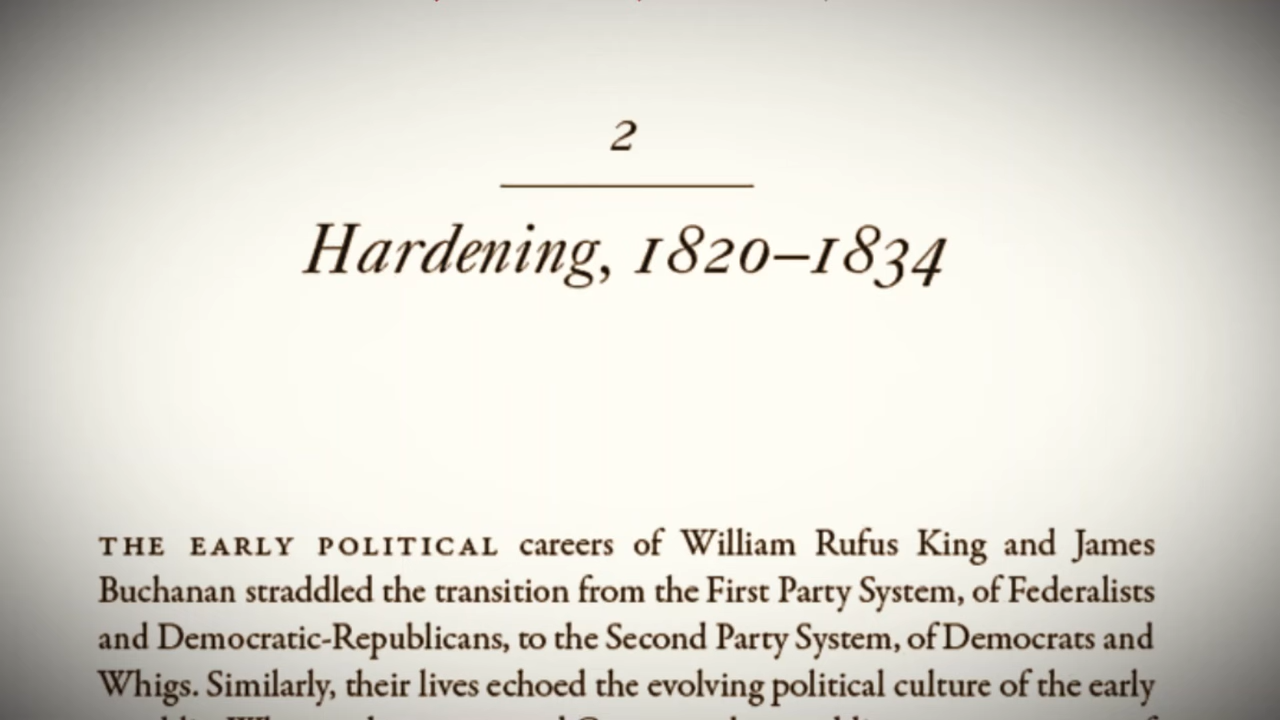 2
Hardening, 1820–1834
THE EARLY POLITICAL careers of William Rufus King and James
Buchanan straddled the transition from the First Party System, of Federalists
and Democratic-Republicans, to the Second Party System, of Democrats and
Whigs. Similarly, their lives echoed the evolving political culture of the early